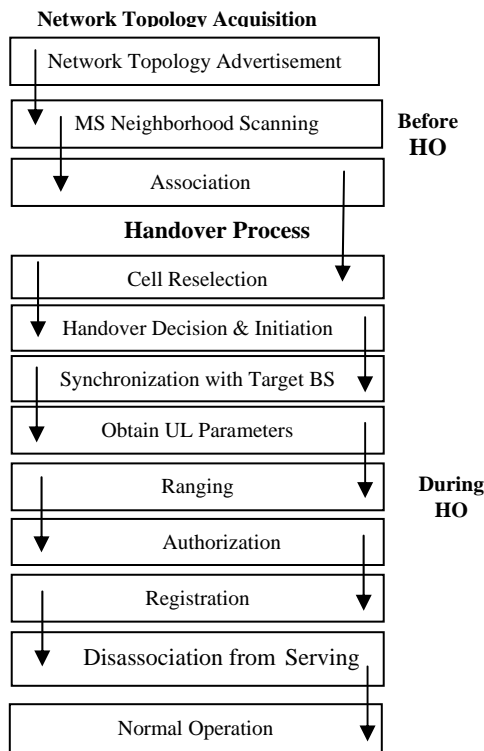 Network Topology Acquisition
Network Topology Advertisement
MS Neighborhood Scanning
Before
HO
Association
Handover Process
Cell Reselection
Handover Decision & Initiation
Synchronization with Target BS
Obtain UL Parameters
Ranging
During
HO
Authorization
Registration
Disassociation from Serving
Normal Operation